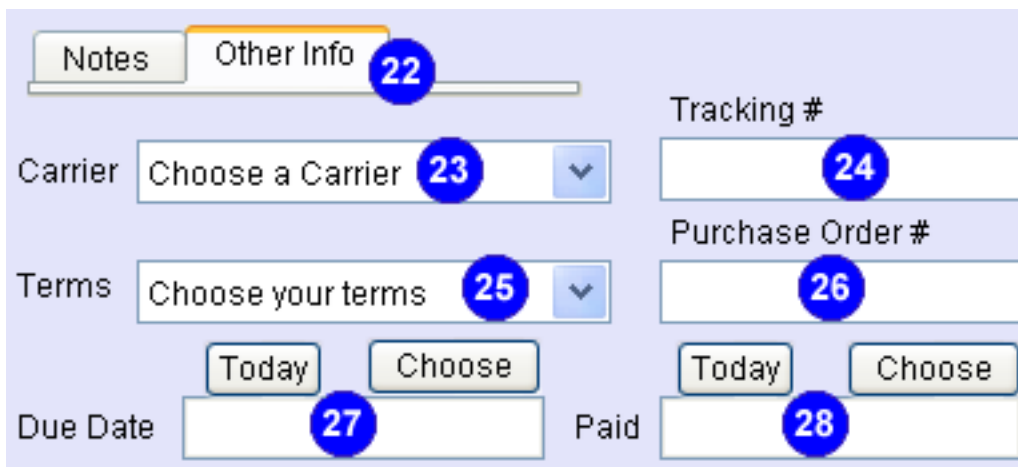 Notes Other Info 22
Tracking #
Carrier Choose a Carrier 23 24
Purchase Order #
Terms Choose your terms 25 26
Today Choose Today Choose
Due Date 27 Paid 28